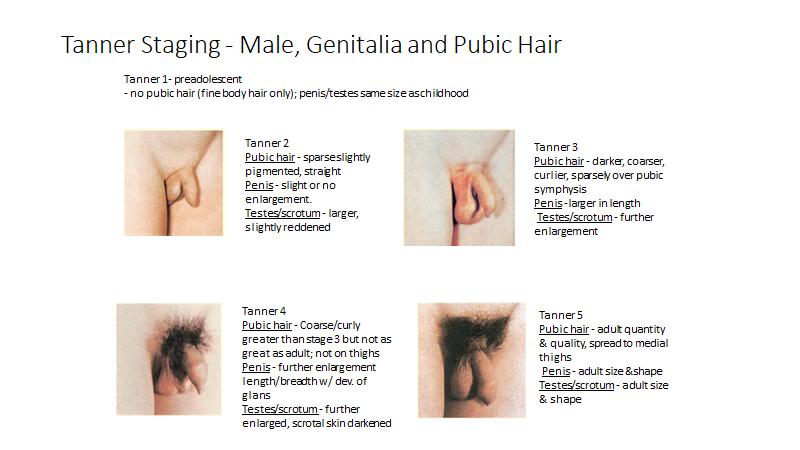 Tanner Staging - Male, Genitalia and Pubic Hair
Tanner 1- preadolescent
- no pubic hair (fine body hair only); penis/testes same size as childhood
Tanner 2
Pubic hair - sparse slightly
pigmented, straight
Penis - slight or no
enlargement.
Testes/scrotum - larger,
slightly reddened
Tanner 3
Pubic hair - darker, coarser,
curlier, sparsely over pubic
symphysis
Penis -larger in length
Testes/scrotum - further
enlargement
Tanner 4
Pubic hair - Coarse/curly
greater than stage 3 but not as
great as adult; not on thighs
Penis - further enlargement
length/breadth w/ dev. of
glans
Testes/scrotum - further
enlarged, scrotal skin darkened
Tanner 5
Pubic hair - adult quantity
& quality, spread to medial
thighs
Penis - adult size &shape
Testes/scrotum - adult size
& shape